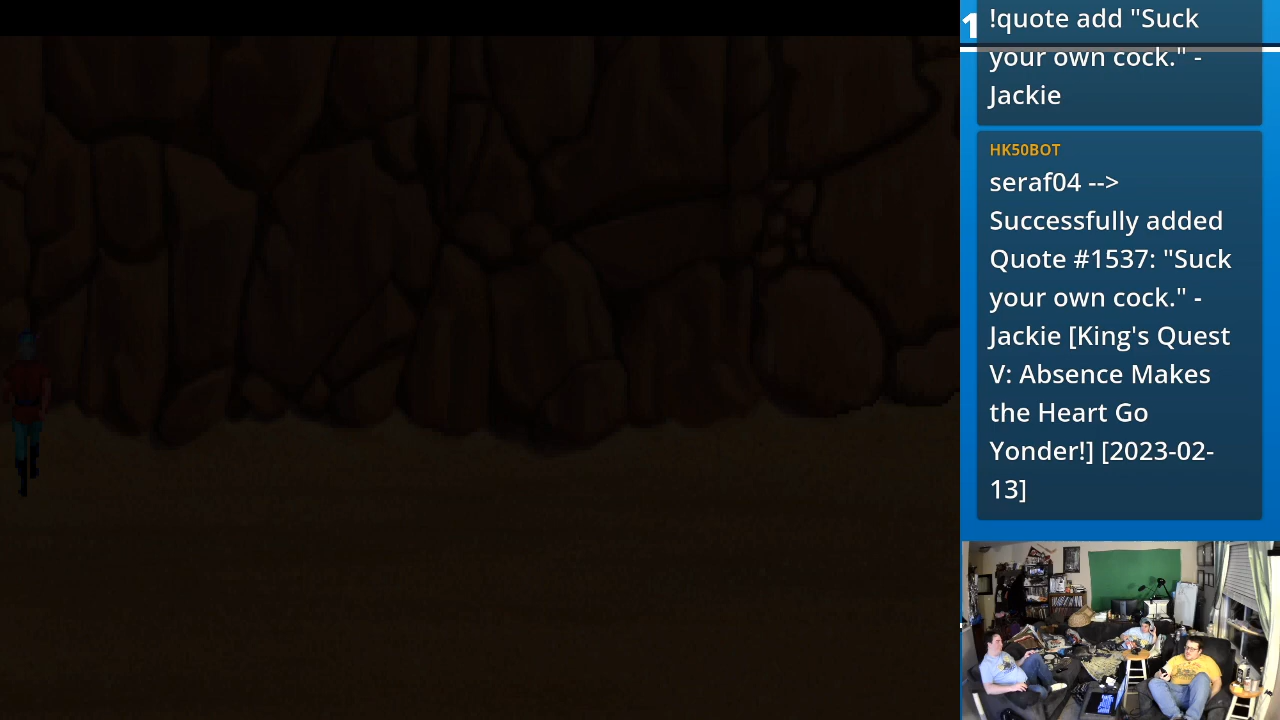 1
!quote add "Suck
your own cock." -
Jackie
HK50BOT
seraf04 -->
Successfully added
Quote #1537: "Suck
your own cock." -
Jackie [King's Quest
V: Absence Makes
the Heart Go
Yonder!] [2023-02-
13]